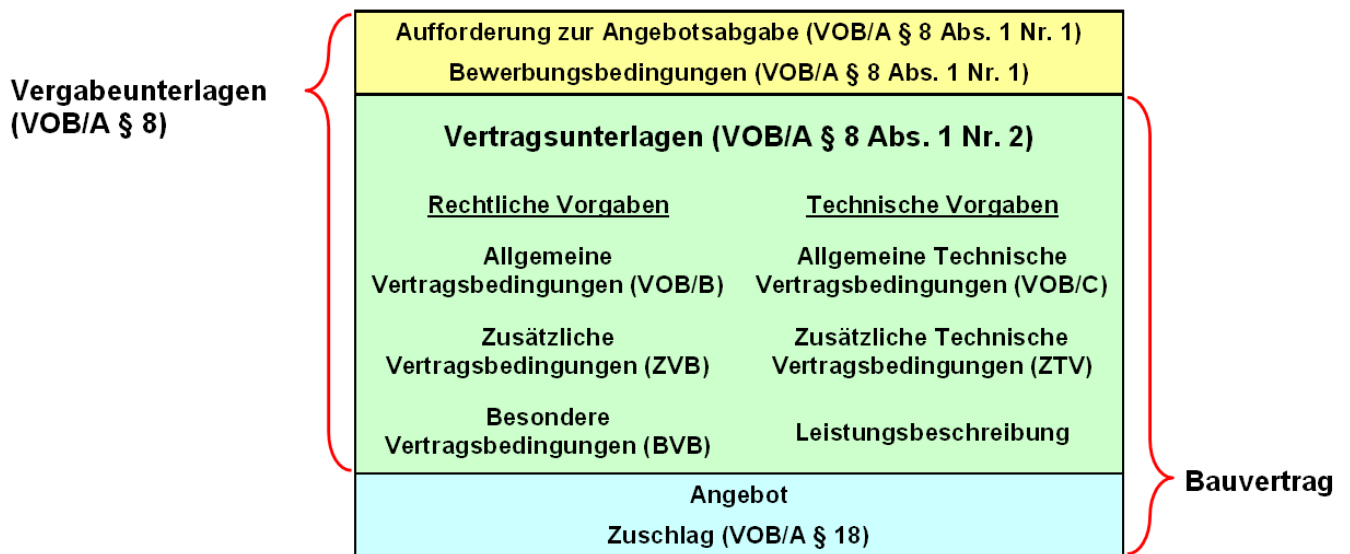 Aufforderung zur Angebotsabgabe (VOB/A § 8 Abs. 1 Nr. 1)
Bewerbungsbedingungen (VOB/A § 8 Abs. 1 Nr. 1)
Vergabeunterlagen
(VOB/A § 8)
Vertragsunterlagen (VOB/A § 8 Abs. 1 Nr. 2)
Rechtliche Vorgaben
Allgemeine
Vertragsbedingungen (VOB/B)
Zusätzliche
Vertragsbedingungen (ZVB)
Besondere
Vertragsbedingungen (BVB)
Technische Vorgaben
Allgemeine Technische
Vertragsbedingungen (VOB/C)
Zusätzliche Technische
Vertragsbedingungen (ZTV)
Leistungsbeschreibung
Angebot
Zuschlag (VOB/A § 18)
Bauvertrag